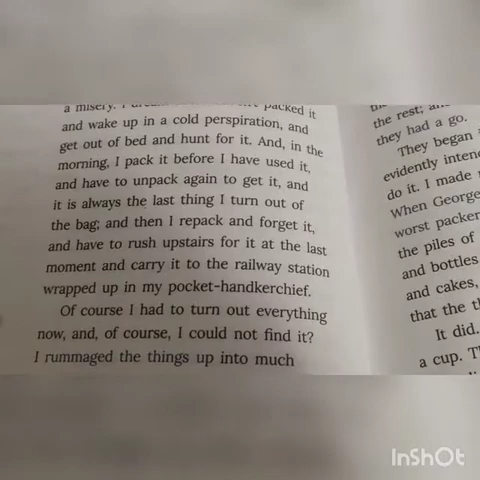 a misery. I packed it
and wake up in a cold perspiration, and
get out of bed and hunt for it. And, in the
morning, I pack it before I have used it,
and have to unpack again to get it, and
it is always the last thing I turn out of
the bag; and then I repack and forget it,
and have to rush upstairs for it at the last
moment and carry it to the railway station
wrapped up in my pocket-handkerchief.
Of course I had to turn out everything
now, and, of course, I could not find it?
I rummaged the things up into much
the rest;
they had a go.
They began
evidently
do it. I made
When George
worst packer
the piles of
and bottles
and cakes,
that the
It did.
a cup.
InShOt